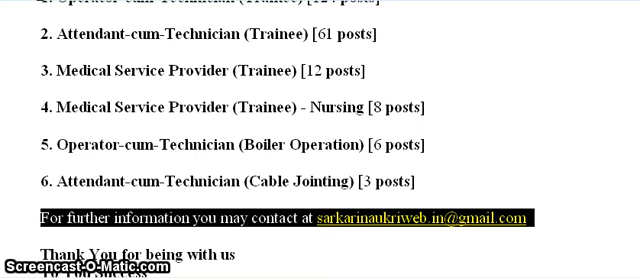 2. Attendant-cum-Technician (Trainee) [61 posts]
3. Medical Service Provider (Trainee) [12 posts]
4. Medical Service Provider (Trainee) - Nursing [8 posts]
5. Operator-cum-Technician (Boiler Operation) [6 posts]
6. Attendant-cum-Technician (Cable Jointing) [3 posts]
For further information you may contact at sarkarinaukriweb.in@gmail.com
Thank You for being with us
Screencast-O-Matic.com